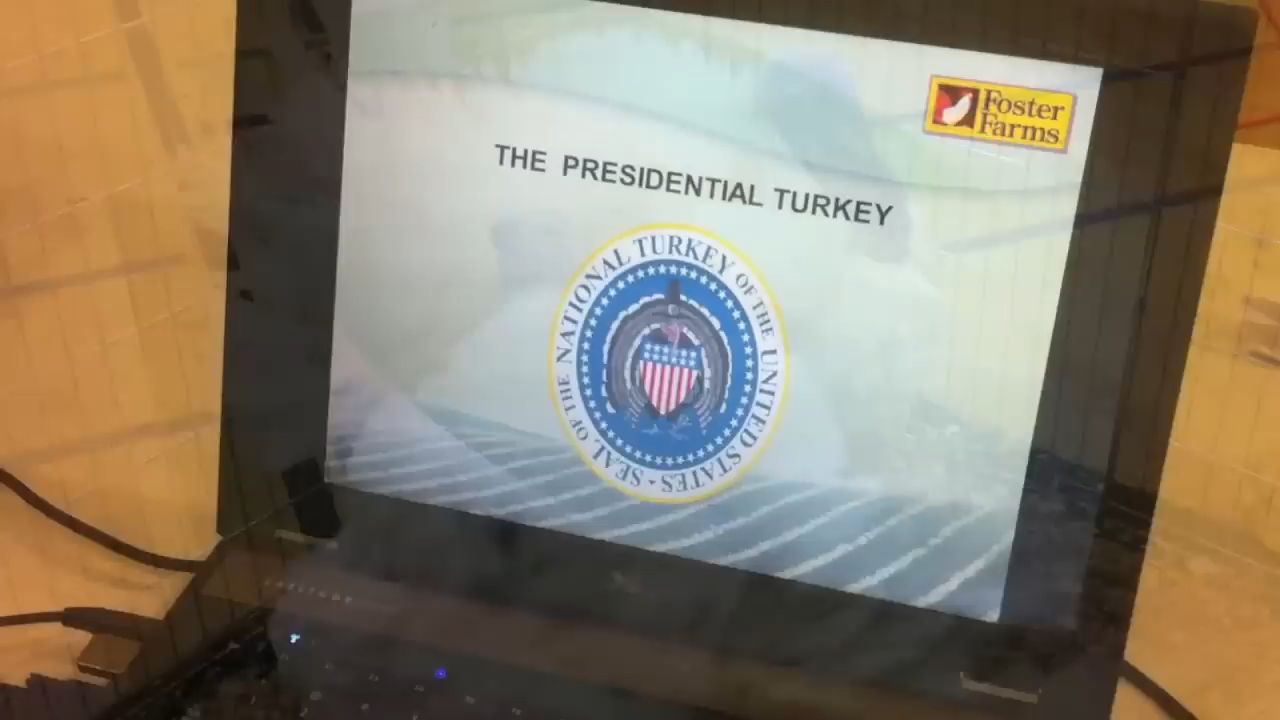 Foster
Farms
THE PRESIDENTIAL TURKEY
SEAL OF THE NATIONAL TURKEY OF THE UNITED STATES